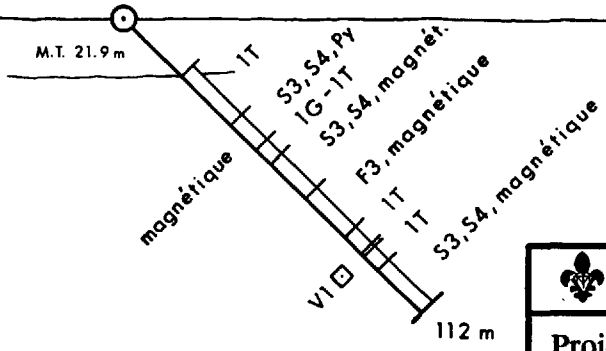 M.T. 21.9 m
1T
S3, S4, Py
1G - 1T
S3, S4, magnét.
F3, magnétique
1T
1T
S3, S4, magnétique
magnétique
V1
112 m